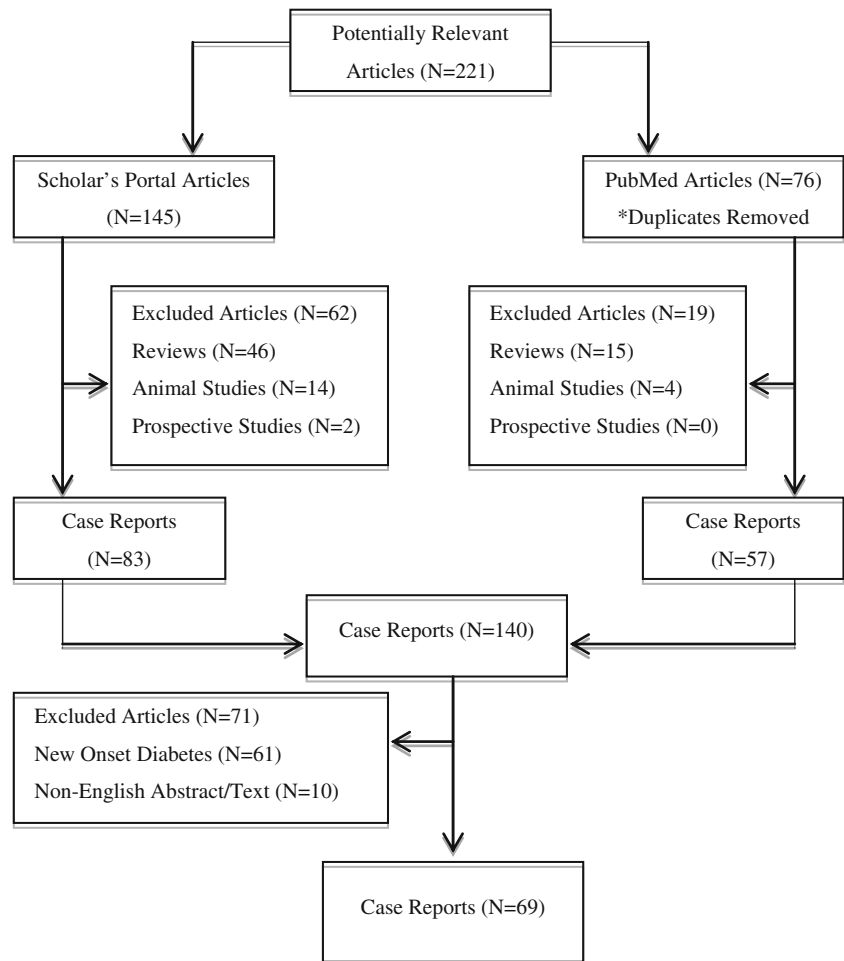 Potentially Relevant
Articles (N=221)
Scholar's Portal Articles
(N=145)
PubMed Articles (N=76)
*Duplicates Removed
Excluded Articles (N=62)
Reviews (N=46)
Animal Studies (N=14)
Prospective Studies (N=2)
Excluded Articles (N=19)
Reviews (N=15)
Animal Studies (N=4)
Prospective Studies (N=0)
Case Reports
(N=83)
Case Reports
(N=57)
Case Reports (N=140)
Excluded Articles (N=71)
New Onset Diabetes (N=61)
Non-English Abstract/Text (N=10)
Case Reports (N=69)